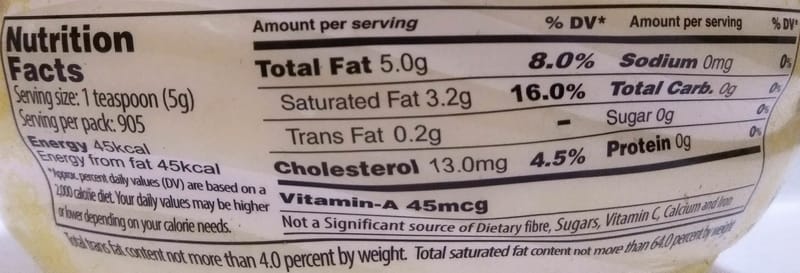 Nutrition
Facts
Serving size: 1 teaspoon (5g)
Serving per pack: 905
Energy 45kcal
Energy from fat 45kcal
*Approx. percent daily values (DV) are based on a
2,000 calorie diet. Your daily values may be higher
or lower depending on your calorie needs.
Amount per serving % DV*
Total Fat 5.0g 8.0%
Saturated Fat 3.2g 16.0%
Trans Fat 0.2g –
Cholesterol 13.0mg 4.5%
Amount per serving % DV*
Sodium 0mg 0%
Total Carb. 0g 0%
Sugar 0g 0%
Protein 0g 0%
Vitamin-A 45mcg
Not a Significant source of Dietary fibre, Sugars, Vitamin C, Calcium and Iron
Total trans fat content not more than 4.0 percent by weight. Total saturated fat content not more than 64.0 percent by weight